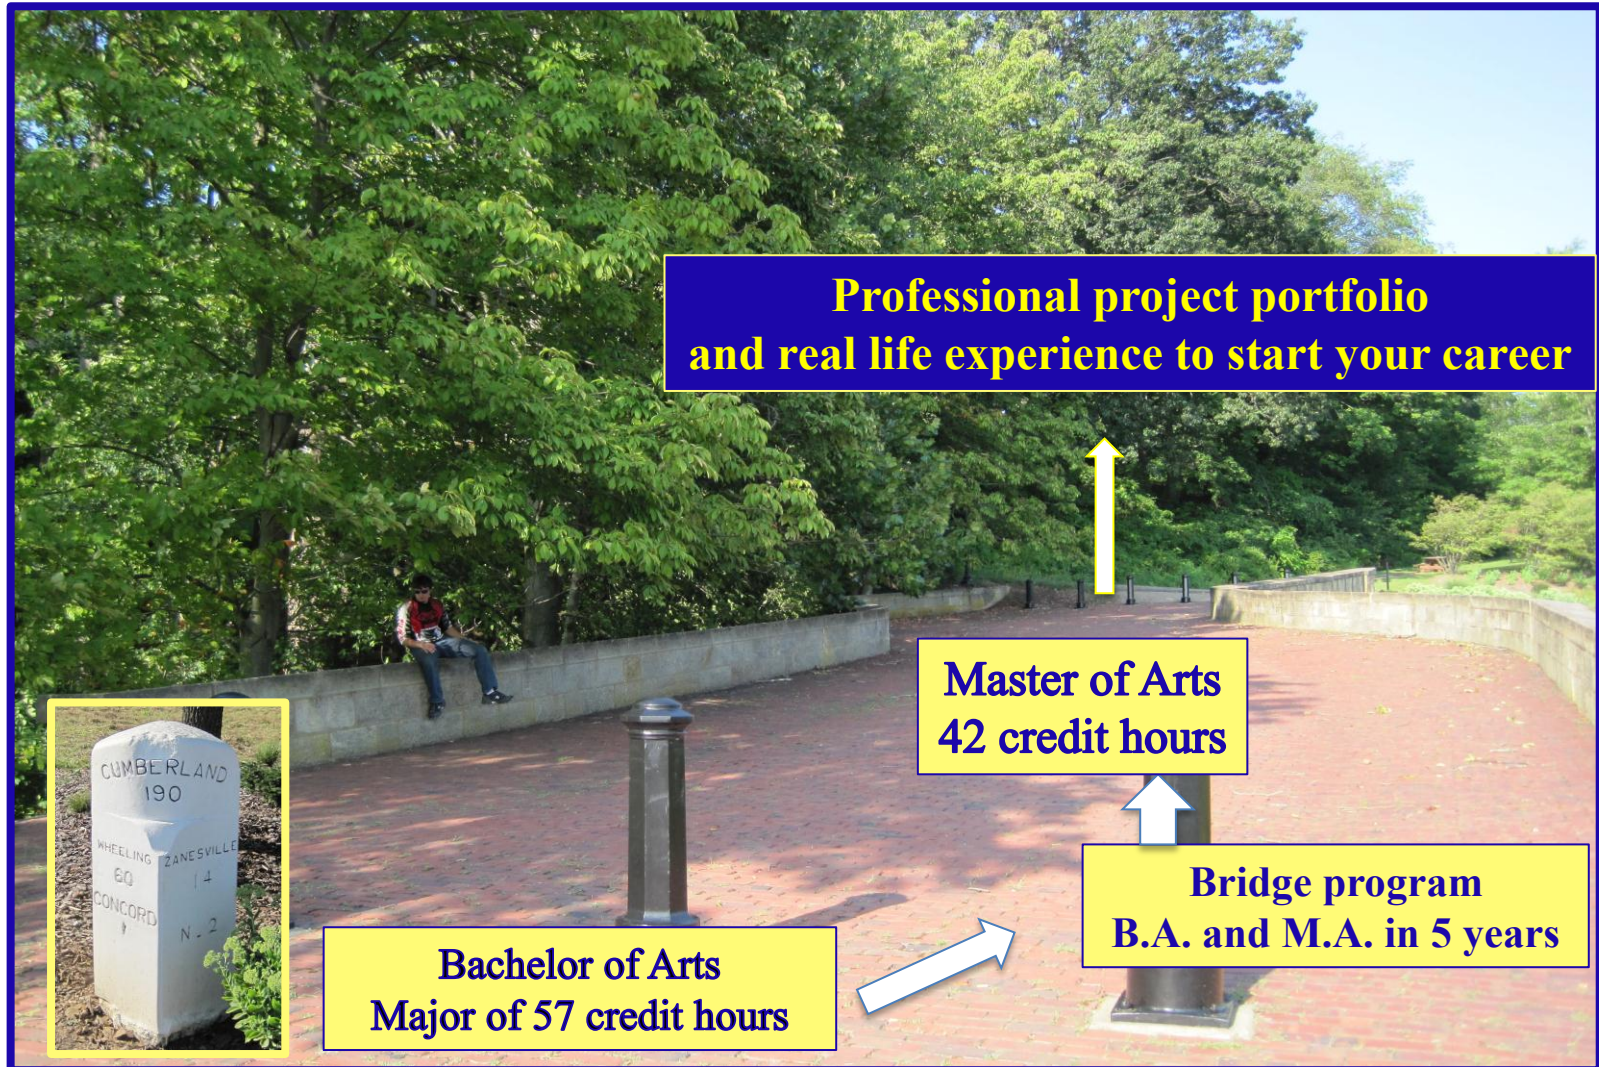 Professional project portfolio
and real life experience to start your career
Master of Arts
42 credit hours
Bridge program
B.A. and M.A. in 5 years
Bachelor of Arts
Major of 57 credit hours
CUMBERLAND
190
WHEELING
60
CONCORD
1
ZANESVILLE
14
N. 2